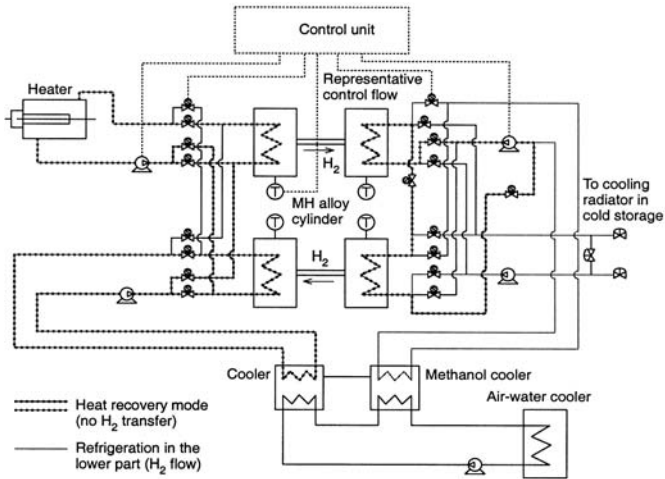 Control unit
Heater
Representative
control flow
H2
T
T
MH alloy
cylinder
To cooling
radiator in
cold storage
T
T
H2
Cooler
Methanol cooler
Air-water cooler
Heat recovery mode
(no H2 transfer)
Refrigeration in the
lower part (H2 flow)